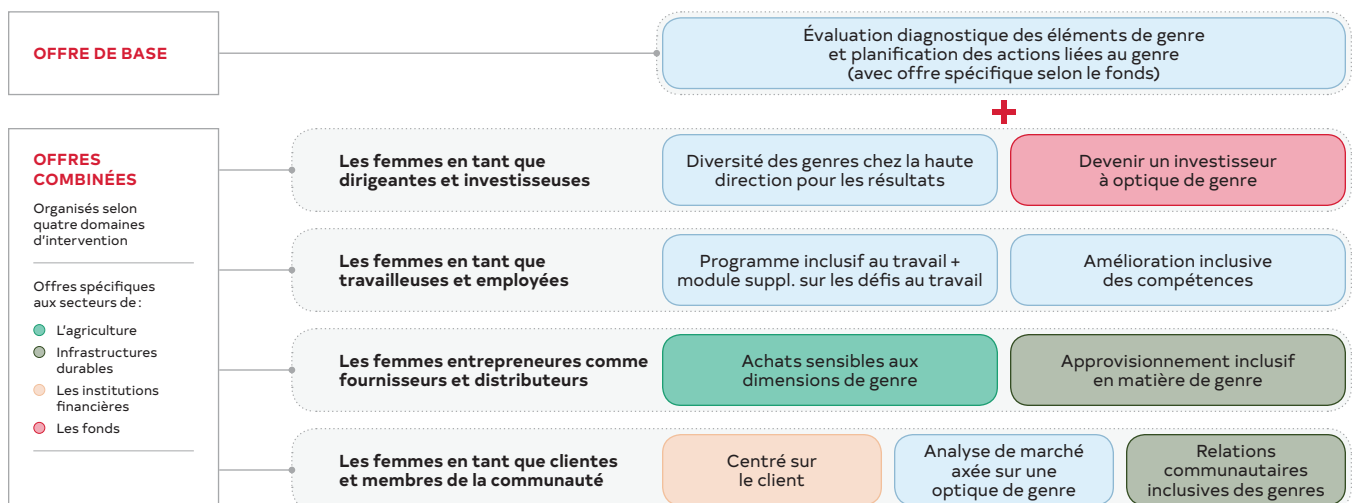 OFFRE DE BASE
Évaluation diagnostique des éléments de genre
et planification des actions liées au genre
(avec offre spécifique selon le fonds)
+
OFFRES
COMBINÉES
Organisés selon
quatre domaines
d'intervention
Offres spécifiques
aux secteurs de :
L'agriculture
Infrastructures
durables
Les institutions
financières
Les fonds
Les femmes en tant que
dirigeantes et investisseuses
Diversité des genres chez la haute
direction pour les résultats
Devenir un investisseur
à optique de genre
Les femmes en tant que
travailleuses et employées
Programme inclusif au travail +
module suppl. sur les défis au travail
Amélioration inclusive
des compétences
Les femmes entrepreneures comme
fournisseurs et distributeurs
Achats sensibles aux
dimensions de genre
Approvisionnement inclusif
en matière de genre
Les femmes en tant que clientes
et membres de la communauté
Centré sur
le client
Analyse de marché
axée sur une
optique de genre
Relations
communautaires
inclusives des genres